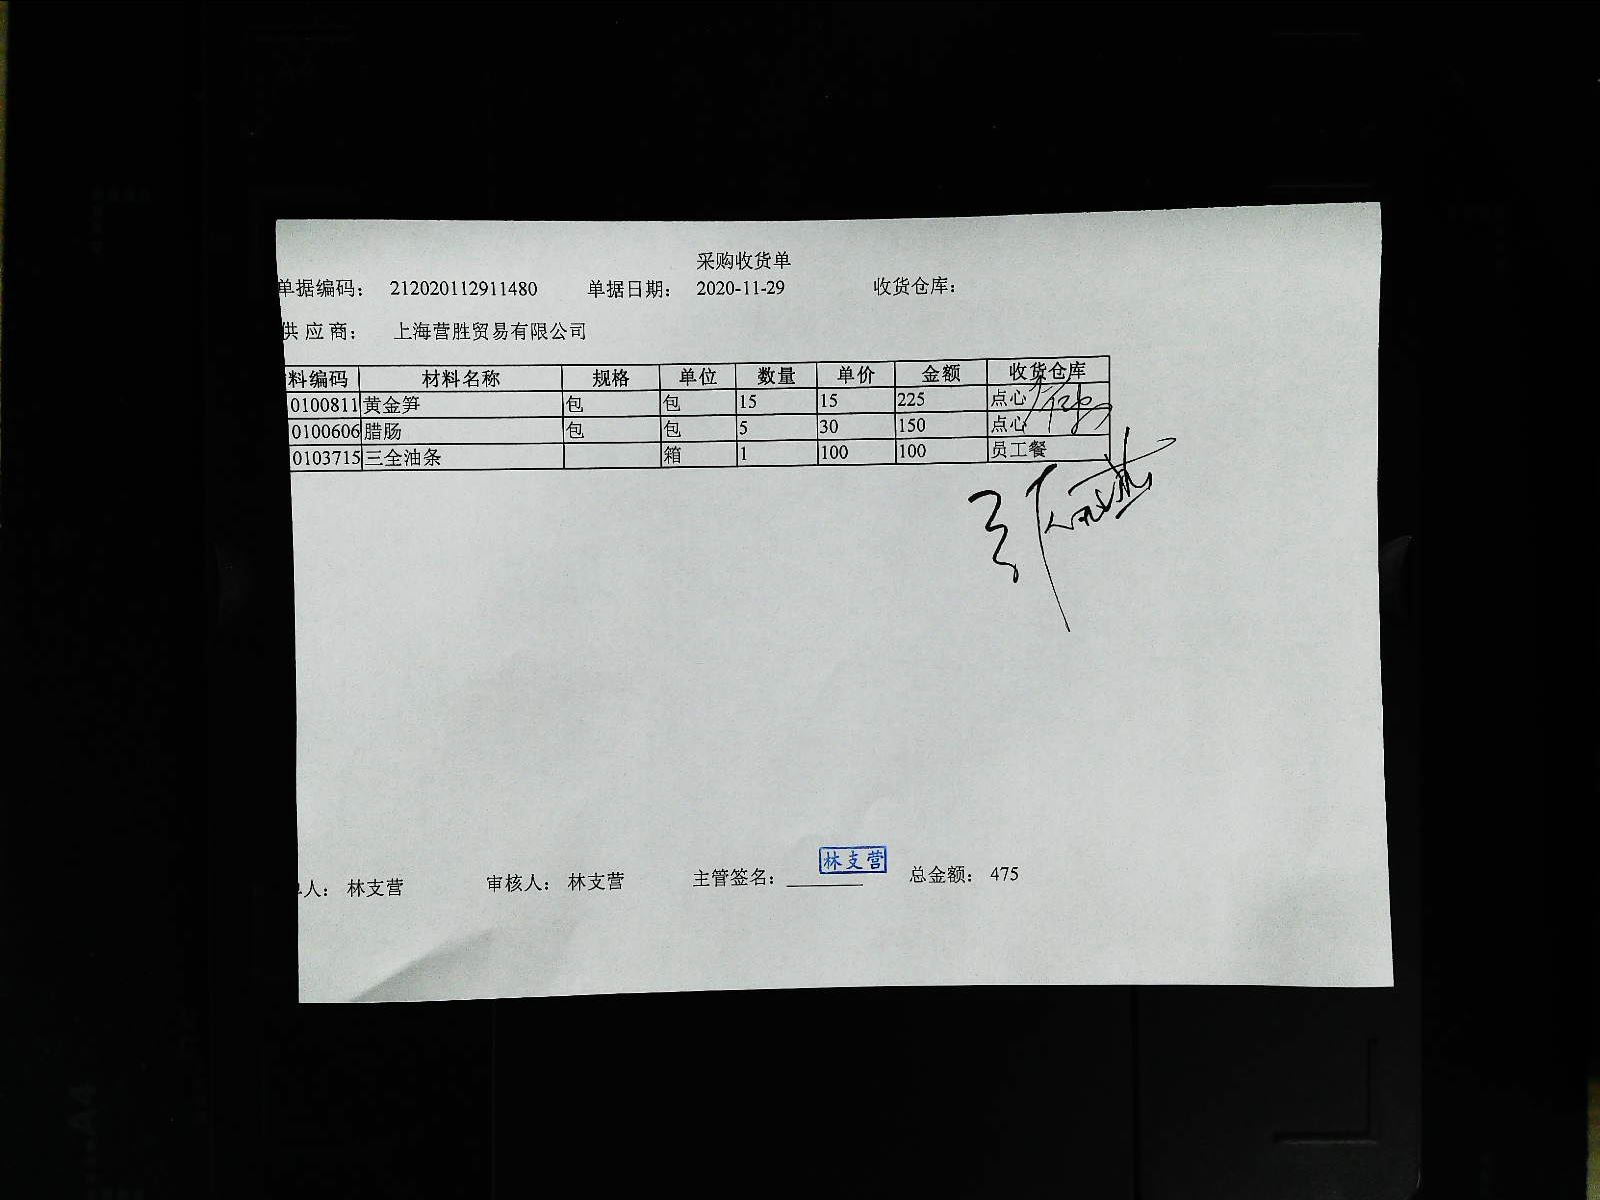 采购收货单
单据编码： 212020112911480 单据日期： 2020-11-29 收货仓库：
供 应 商： 上海营胜贸易有限公司
料编码 材料名称 规格 单位 数量 单价 金额 收货仓库
0100811 黄金笋 包 包 15 15 225 点心
0100606 腊肠 包 包 5 30 150 点心
0103715 三全油条 箱 1 100 100 员工餐
人： 林支营 审核人： 林支营 主管签名： 林支营 总金额： 475